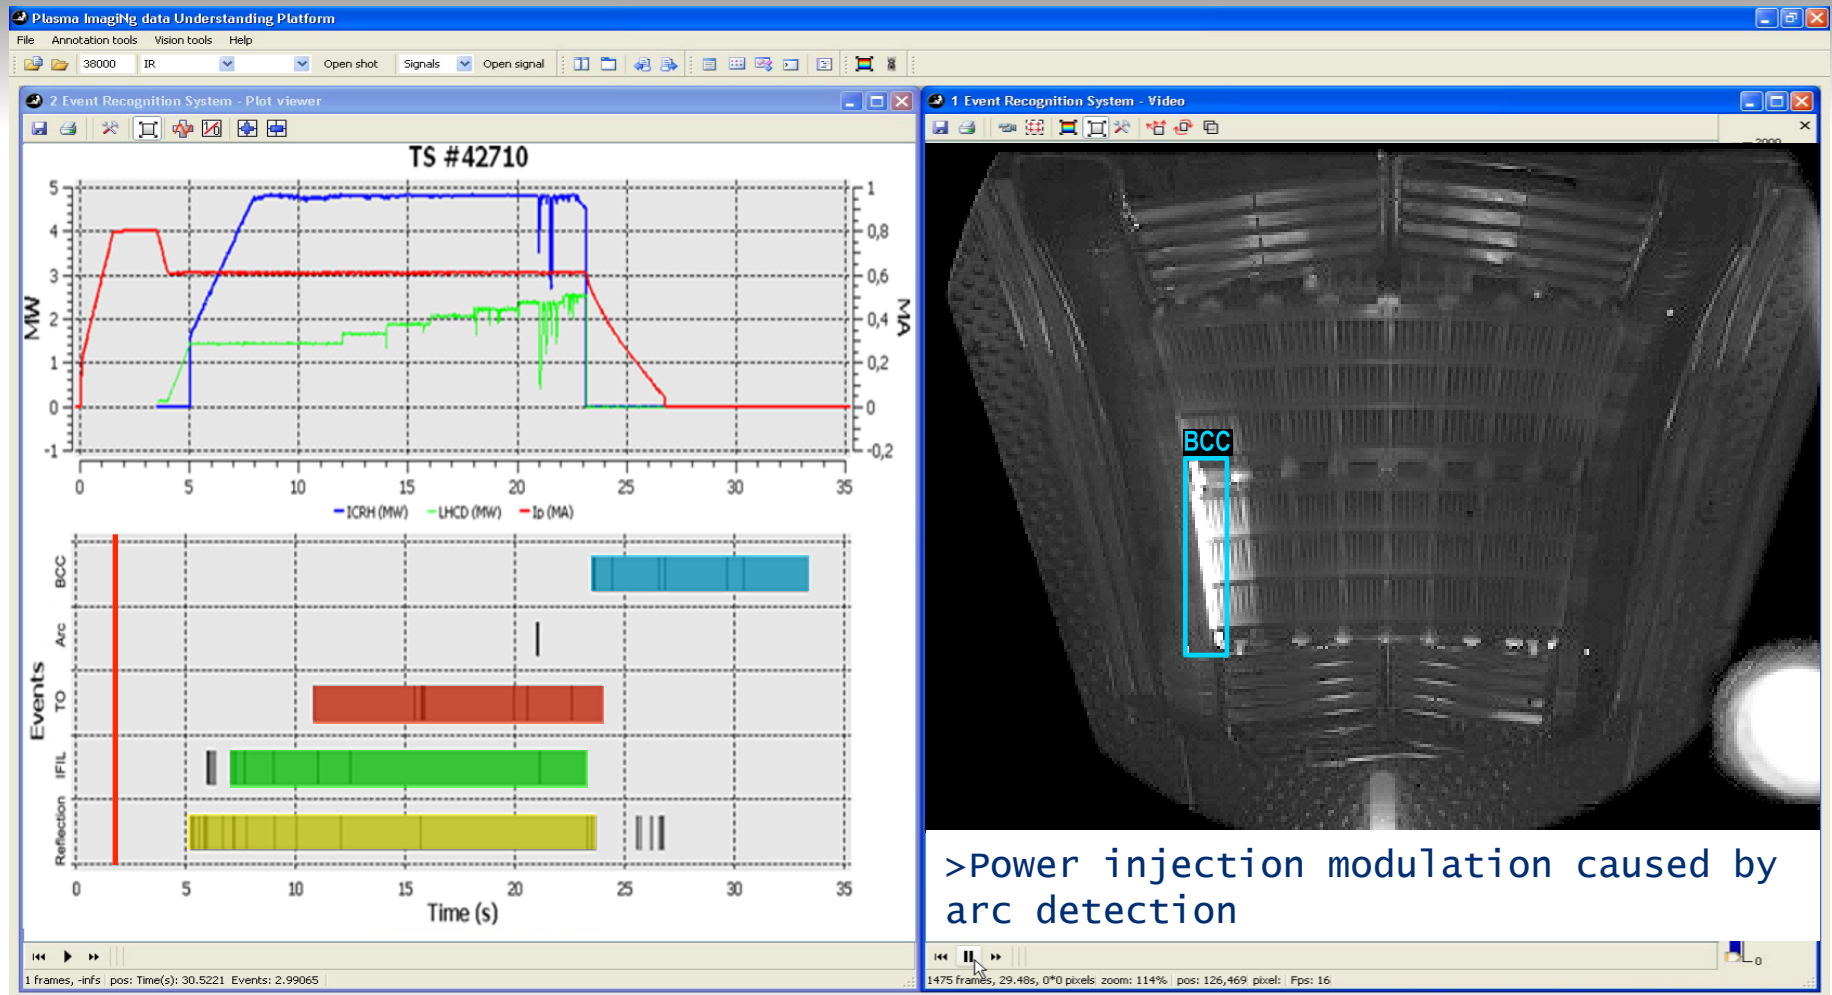 Plasma ImagiNg data Understanding Platform
File Annotation tools Vision tools Help
38000 IR Open shot Signals Open signal
2 Event Recognition System - Plot viewer
TS #42710
5 4 3 2 1 0 -1
MW
1 0,8 0,6 0,4 0,2 0 -0,2
MA
0 5 10 15 20 25 30 35
ICRH (MW) LHCD (MW) Ip (MA)
Events
BCC
Arc
TO
IFIL
Reflection
0 5 10 15 20 25 30 35
Time (s)
1 frames, -infs pos: Time(s): 30.5221 Events: 2.99065
1 Event Recognition System - Video
2000
BCC
>Power injection modulation caused by
arc detection
0
1475 frames, 29.48s, 0*0 pixels zoom: 114% pos: 126,469 pixel: Fps: 16